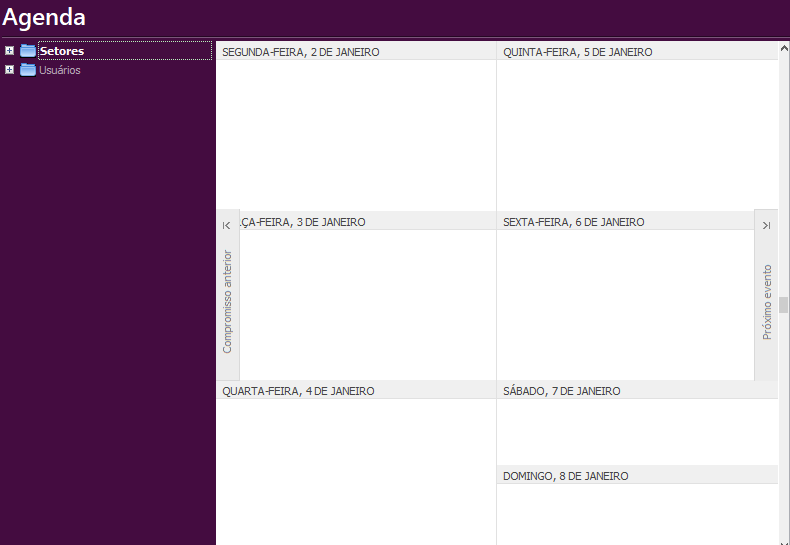 Agenda
Setores
Usuários
SEGUNDA-FEIRA, 2 DE JANEIRO
QUINTA-FEIRA, 5 DE JANEIRO
ÇA-FEIRA, 3 DE JANEIRO
SEXTA-FEIRA, 6 DE JANEIRO
Compromisso anterior
Próximo evento
QUARTA-FEIRA, 4 DE JANEIRO
SÁBADO, 7 DE JANEIRO
DOMINGO, 8 DE JANEIRO